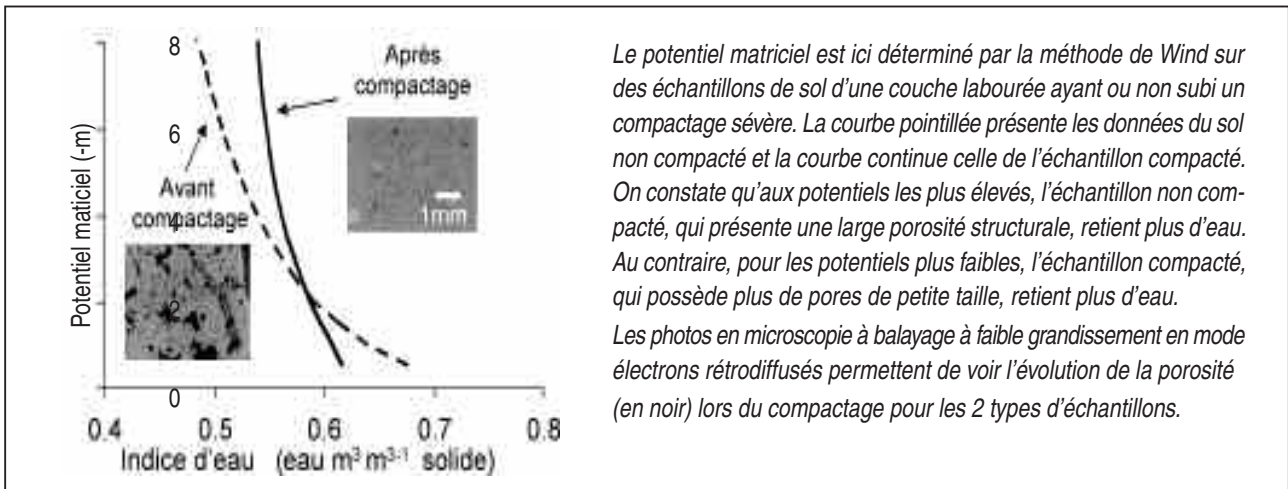 8
6
4
2
0
Potentiel maticiel (-m)
Après
compactage
1mm
Avant
compactage
0.4 0.5 0.6 0.7 0.8
Indice d'eau (eau m³ m³⁻¹ solide)
Le potentiel matriciel est ici déterminé par la méthode de Wind sur
des échantillons de sol d'une couche labourée ayant ou non subi un
compactage sévère. La courbe pointillée présente les données du sol
non compacté et la courbe continue celle de l'échantillon compacté.
On constate qu'aux potentiels les plus élevés, l'échantillon non com-
pacté, qui présente une large porosité structurale, retient plus d'eau.
Au contraire, pour les potentiels plus faibles, l'échantillon compacté,
qui possède plus de pores de petite taille, retient plus d'eau.
Les photos en microscopie à balayage à faible grandissement en mode
électrons rétrodiffusés permettent de voir l'évolution de la porosité
(en noir) lors du compactage pour les 2 types d'échantillons.